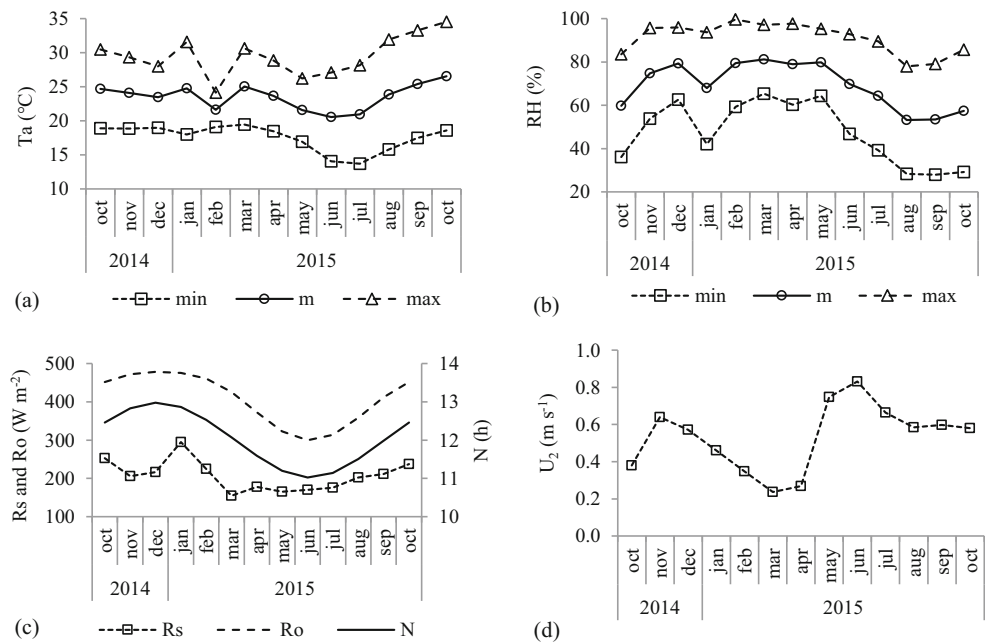 (a)
Ta (°C)
35
30
25
20
15
10
oct nov dec jan feb mar apr may jun jul aug sep oct
2014 2015
min m max
(b)
RH (%)
100
80
60
40
20
oct nov dec jan feb mar apr may jun jul aug sep oct
2014 2015
min m max
(c)
Rs and Ro (W m-2)
500
400
300
200
100
N (h)
14
13
12
11
10
oct nov dec jan feb mar apr may jun jul aug sep oct
2014 2015
Rs Ro N
(d)
U2 (m s-1)
1.0
0.8
0.6
0.4
0.2
0.0
oct nov dec jan feb mar apr may jun jul aug sep oct
2014 2015